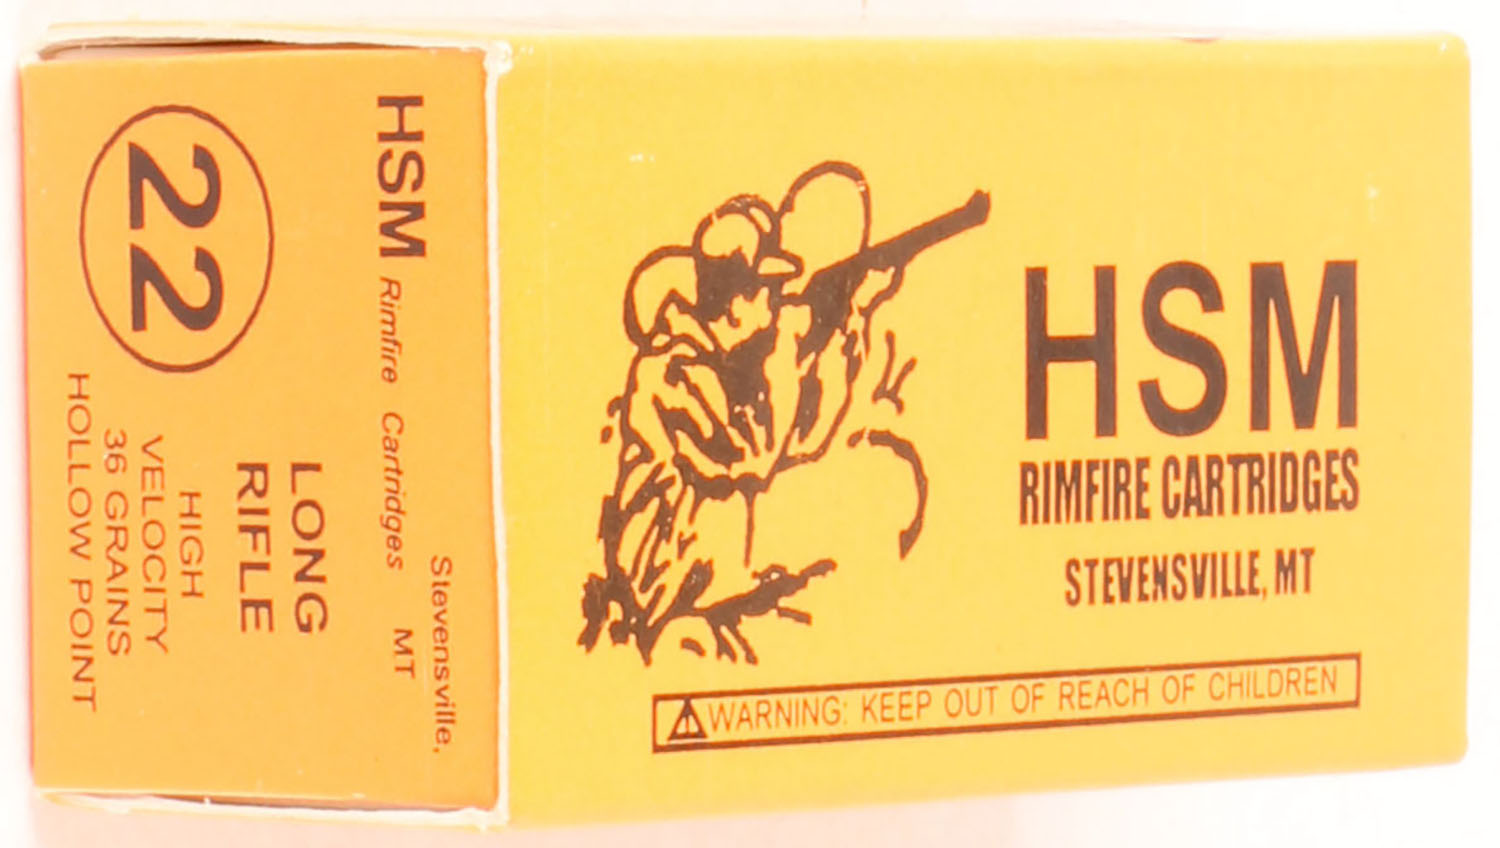 HSM Rimfire Cartridges
Stevensville,
MT
22
LONG
RIFLE
HIGH
VELOCITY
36 GRAINS
HOLLOW POINT
HSM
RIMFIRE CARTRIDGES
STEVENSVILLE, MT
WARNING: KEEP OUT OF REACH OF CHILDREN